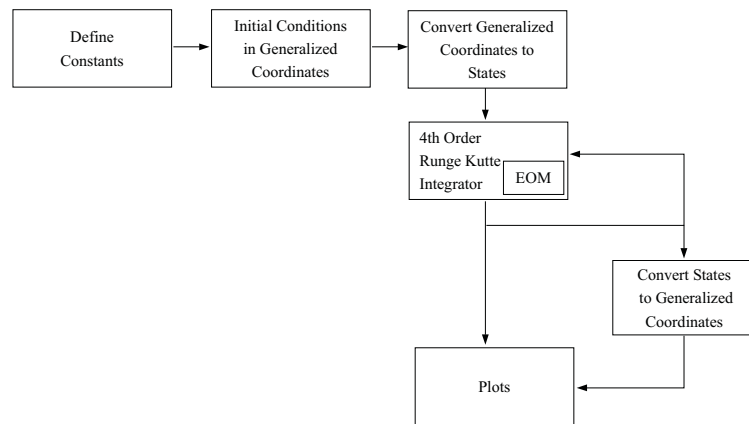 Define
Constants
Initial Conditions
in Generalized
Coordinates
Convert Generalized
Coordinates to
States
4th Order
Runge Kutte
Integrator
EOM
Convert States
to Generalized
Coordinates
Plots